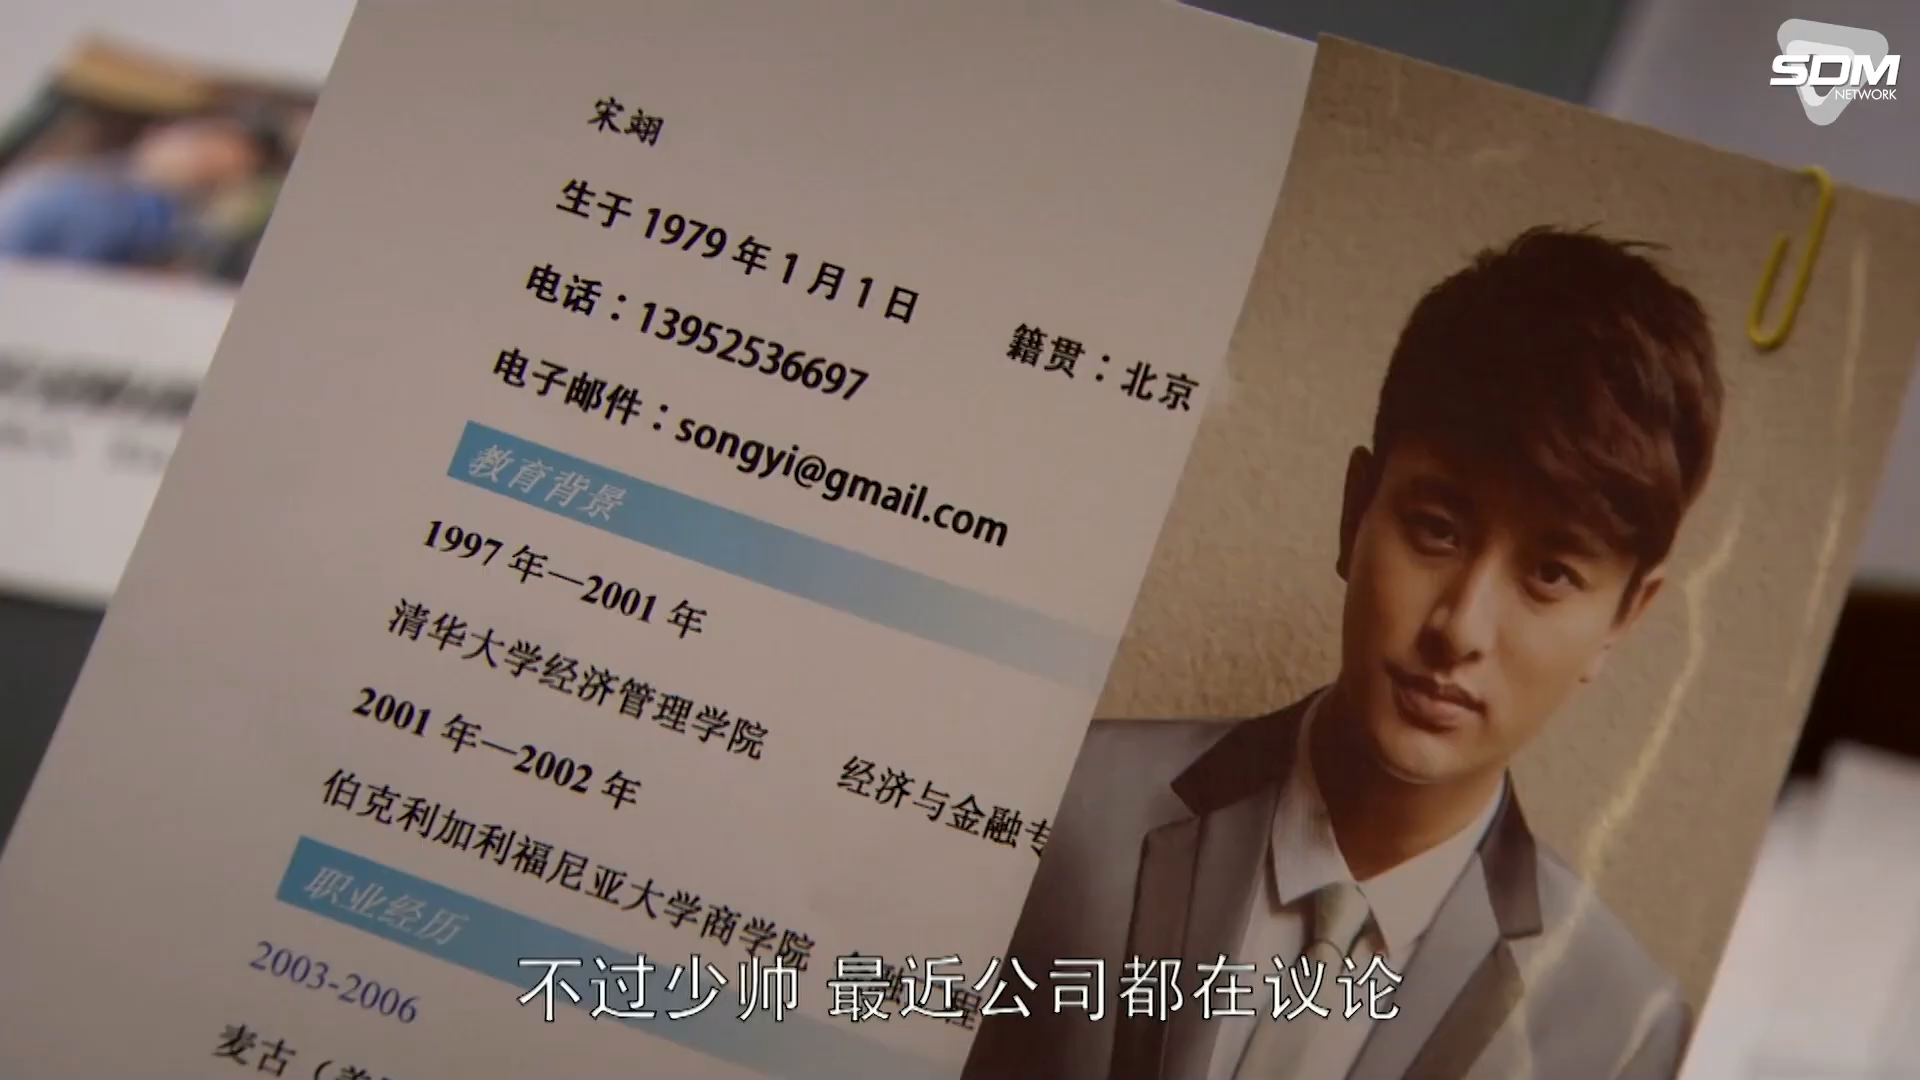 SDM
NETWORK
宋翊
生于 1979 年 1 月 1 日
籍贯：北京
电话：13952536697
电子邮件：songyi@gmail.com
教育背景
1997 年—2001 年
清华大学经济管理学院 经济与金融专
2001 年—2002 年
伯克利加利福尼亚大学商学院 金融
职业经历
2003-2006
麦古（美
不过少帅 最近公司都在议论